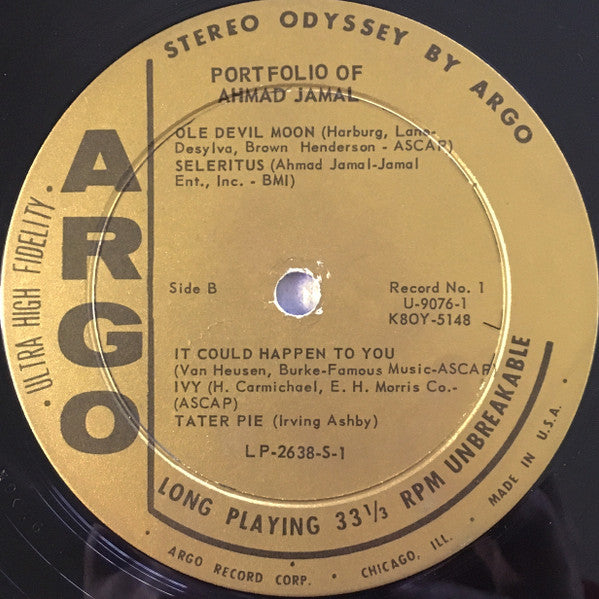 STEREO ODYSSEY BY ARGO
PORTFOLIO OF
AHMAD JAMAL
OLE DEVIL MOON (Harburg, Lane-
Desylva, Brown Henderson - ASCAP)
SELERITUS (Ahmad Jamal-Jamal
Ent., Inc. - BMI)
ARGO
· ULTRA HIGH FIDELITY ·
Side B
Record No. 1
U-9076-1
K8OY-5148
IT COULD HAPPEN TO YOU
(Van Heusen, Burke-Famous Music-ASCAP)
IVY (H. Carmichael, E. H. Morris Co.-
(ASCAP)
TATER PIE (Irving Ashby)
LP-2638-S-1
LONG PLAYING 33 1/3 RPM UNBREAKABLE
ARGO RECORD CORP. · CHICAGO, ILL. · MADE IN U.S.A. ·